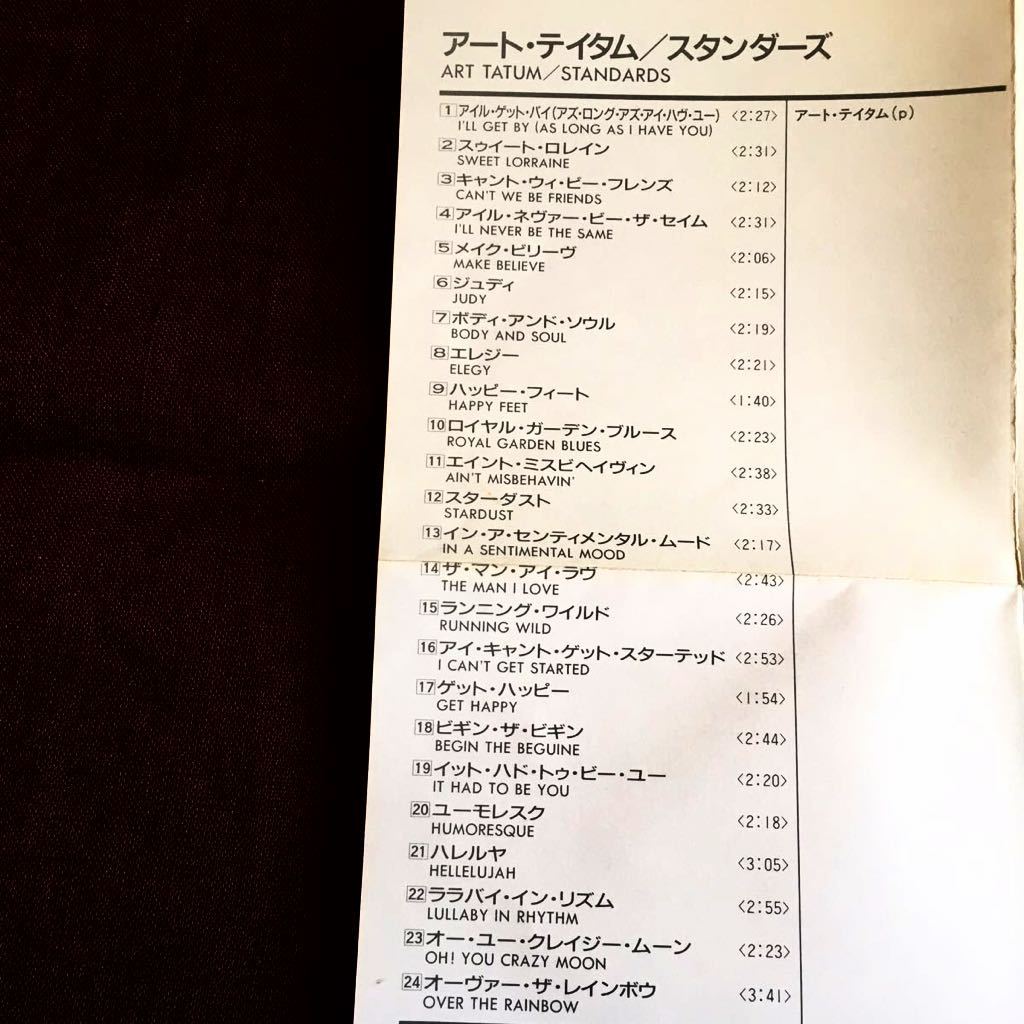 アート・テイタム／スタンダーズ
ART TATUM／STANDARDS
1 アイル・ゲット・バイ(アズ・ロング・アズ・アイ・ハヴ・ユー) 〈2:27〉 アート・テイタム(p)
I'LL GET BY (AS LONG AS I HAVE YOU)
2 スゥイート・ロレイン 〈2:31〉
SWEET LORRAINE
3 キャント・ウィ・ビー・フレンズ 〈2:12〉
CAN'T WE BE FRIENDS
4 アイル・ネヴァー・ビー・ザ・セイム 〈2:31〉
I'LL NEVER BE THE SAME
5 メイク・ビリーヴ 〈2:06〉
MAKE BELIEVE
6 ジュディ 〈2:15〉
JUDY
7 ボディ・アンド・ソウル 〈2:19〉
BODY AND SOUL
8 エレジー 〈2:21〉
ELEGY
9 ハッピー・フィート 〈1:40〉
HAPPY FEET
10 ロイヤル・ガーデン・ブルース 〈2:23〉
ROYAL GARDEN BLUES
11 エイント・ミスビヘイヴィン 〈2:38〉
AIN'T MISBEHAVIN'
12 スターダスト 〈2:33〉
STARDUST
13 イン・ア・センティメンタル・ムード 〈2:17〉
IN A SENTIMENTAL MOOD
14 ザ・マン・アイ・ラヴ 〈2:43〉
THE MAN I LOVE
15 ランニング・ワイルド 〈2:26〉
RUNNING WILD
16 アイ・キャント・ゲット・スターテッド 〈2:53〉
I CAN'T GET STARTED
17 ゲット・ハッピー 〈1:54〉
GET HAPPY
18 ビギン・ザ・ビギン 〈2:44〉
BEGIN THE BEGUINE
19 イット・ハド・トゥ・ビー・ユー 〈2:20〉
IT HAD TO BE YOU
20 ユーモレスク 〈2:18〉
HUMORESQUE
21 ハレルヤ 〈3:05〉
HELLELUJAH
22 ララバイ・イン・リズム 〈2:55〉
LULLABY IN RHYTHM
23 オー・ユー・クレイジー・ムーン 〈2:23〉
OH! YOU CRAZY MOON
24 オーヴァー・ザ・レインボウ 〈3:41〉
OVER THE RAINBOW